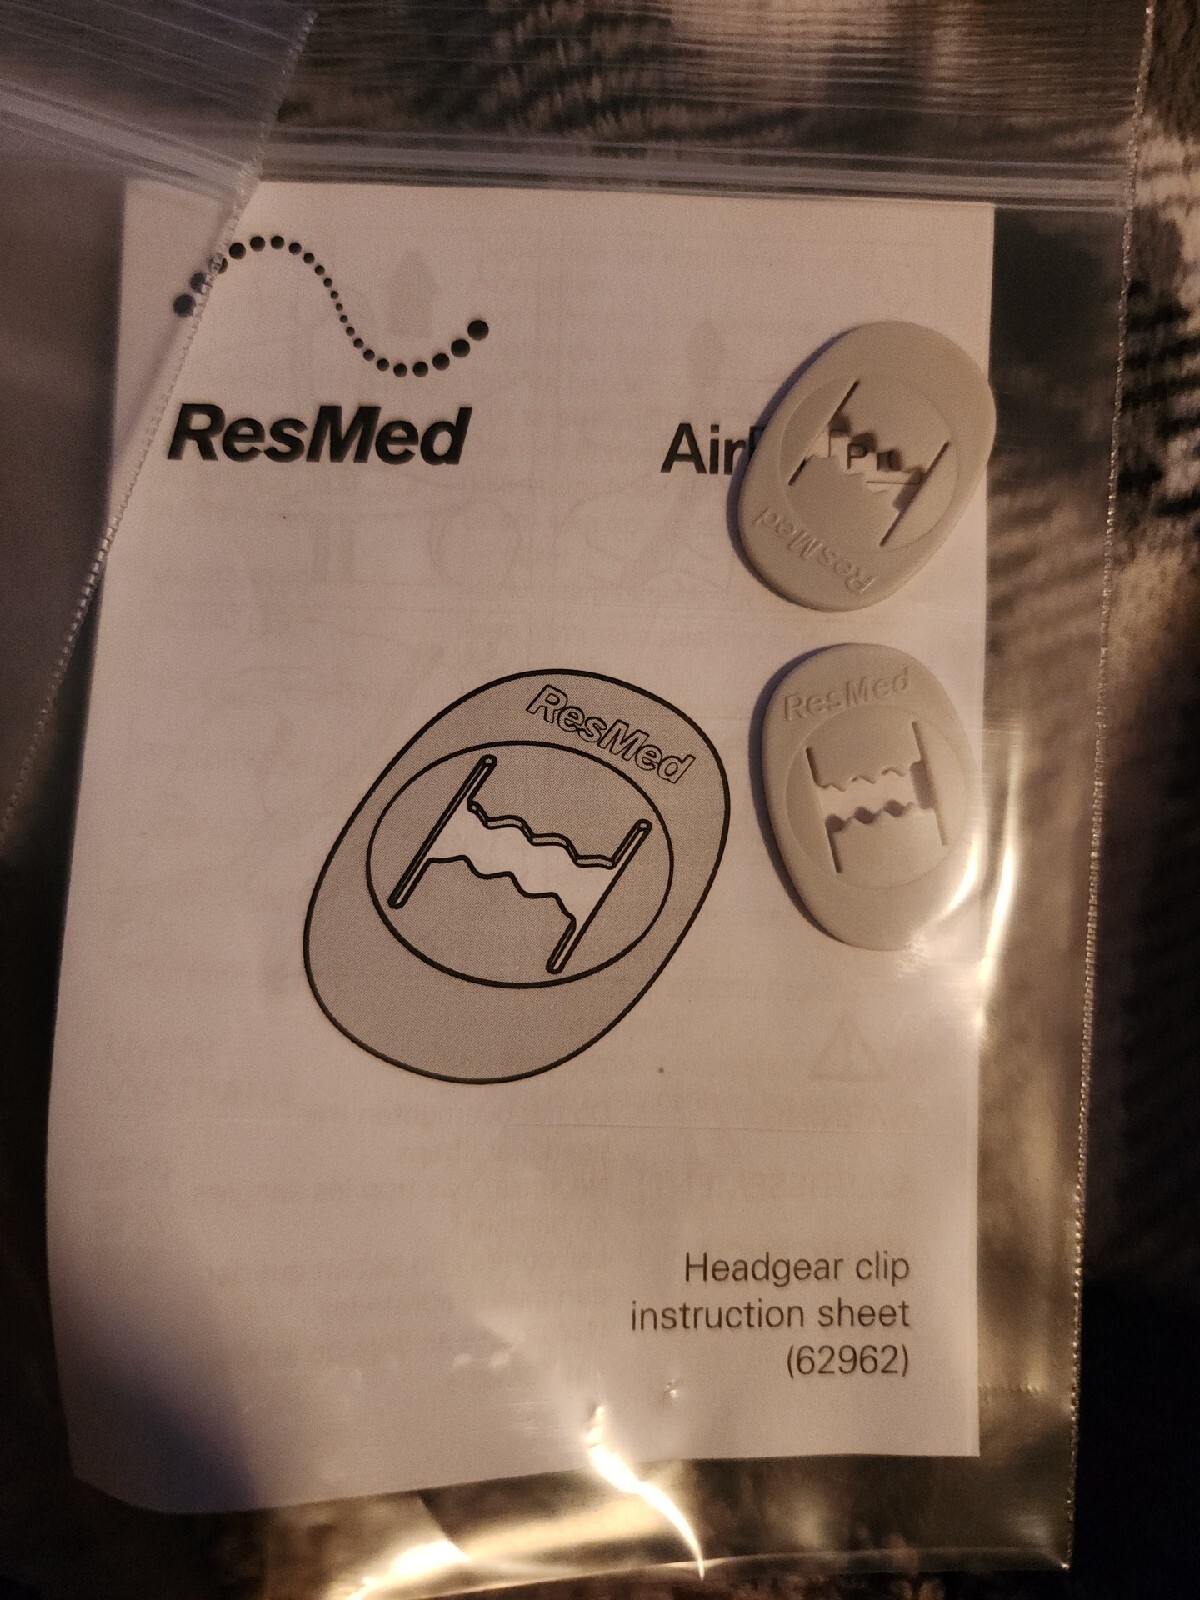 ResMed
Air
P
ResMed
ResMed
ResMed
Headgear clip
instruction sheet
(62962)